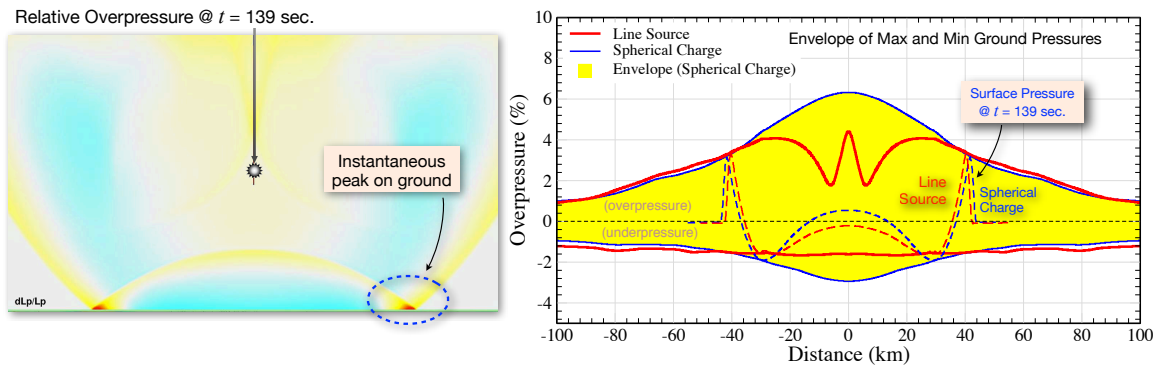 Relative Overpressure @ t = 139 sec.
Instantaneous
peak on ground
dLp/Lp
Overpressure (%)
10
8
6
4
2
0
-2
-4
Line Source
Spherical Charge
Envelope (Spherical Charge)
Envelope of Max and Min Ground Pressures
Surface Pressure
@ t = 139 sec.
Line
Source
Spherical
Charge
(overpressure)
(underpressure)
-100 -80 -60 -40 -20 0 20 40 60 80 100
Distance (km)